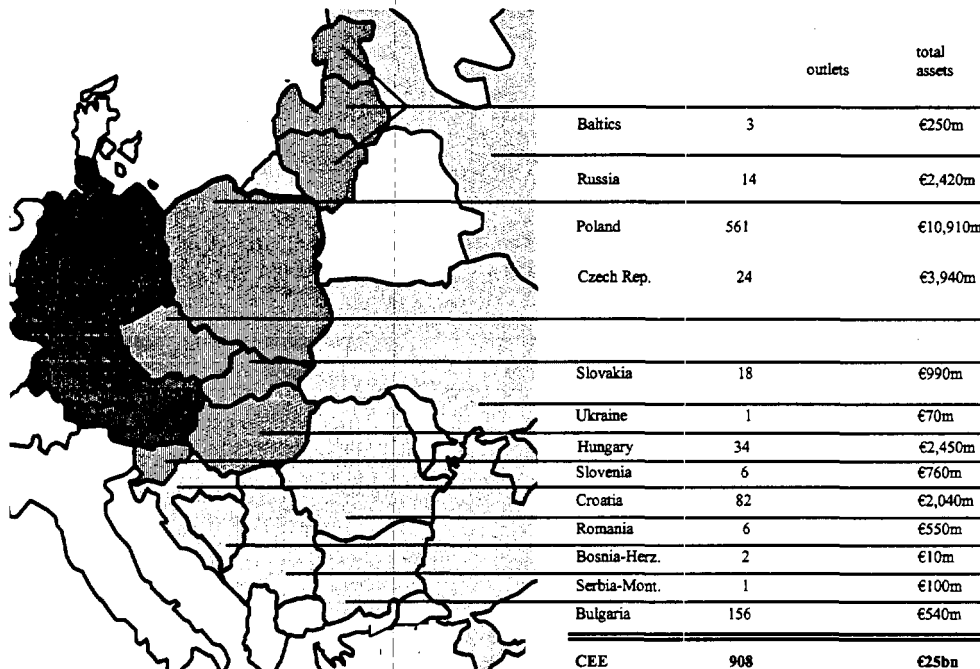 total
outlets assets
Baltics 3 €250m
Russia 14 €2,420m
Poland 561 €10,910m
Czech Rep. 24 €3,940m
Slovakia 18 €990m
Ukraine 1 €70m
Hungary 34 €2,450m
Slovenia 6 €760m
Croatia 82 €2,040m
Romania 6 €550m
Bosnia-Herz. 2 €10m
Serbia-Mont. 1 €100m
Bulgaria 156 €540m
CEE 908 €25bn